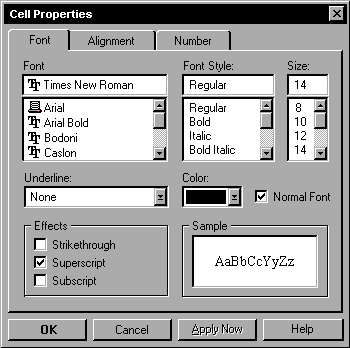 Cell Properties
Font Alignment Number
Font Font Style: Size:
Times New Roman Regular 14
Arial Regular 8
Arial Bold Bold 10
Bodoni Italic 12
Caslon Bold Italic 14
Underline: Color:
None Normal Font
Effects Sample
Strikethrough
Superscript AaBbCcYyZz
Subscript
OK Cancel Apply Now Help